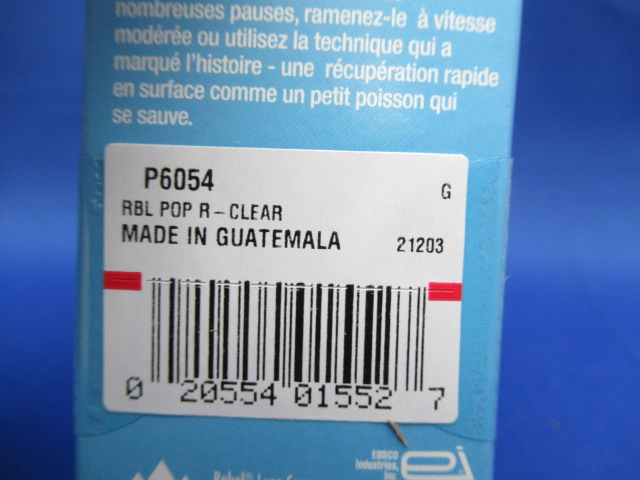 nombreuses pauses, ramenez-le à vitesse
modérée ou utilisez la technique qui a
marqué l'histoire - une récupération rapide
en surface comme un petit poisson qui
se sauve.
P6054
G
RBL POP R-CLEAR
MADE IN GUATEMALA 21203
0 20554 01552 7
EBSCO
Industries,
Inc
ei
Rebel®